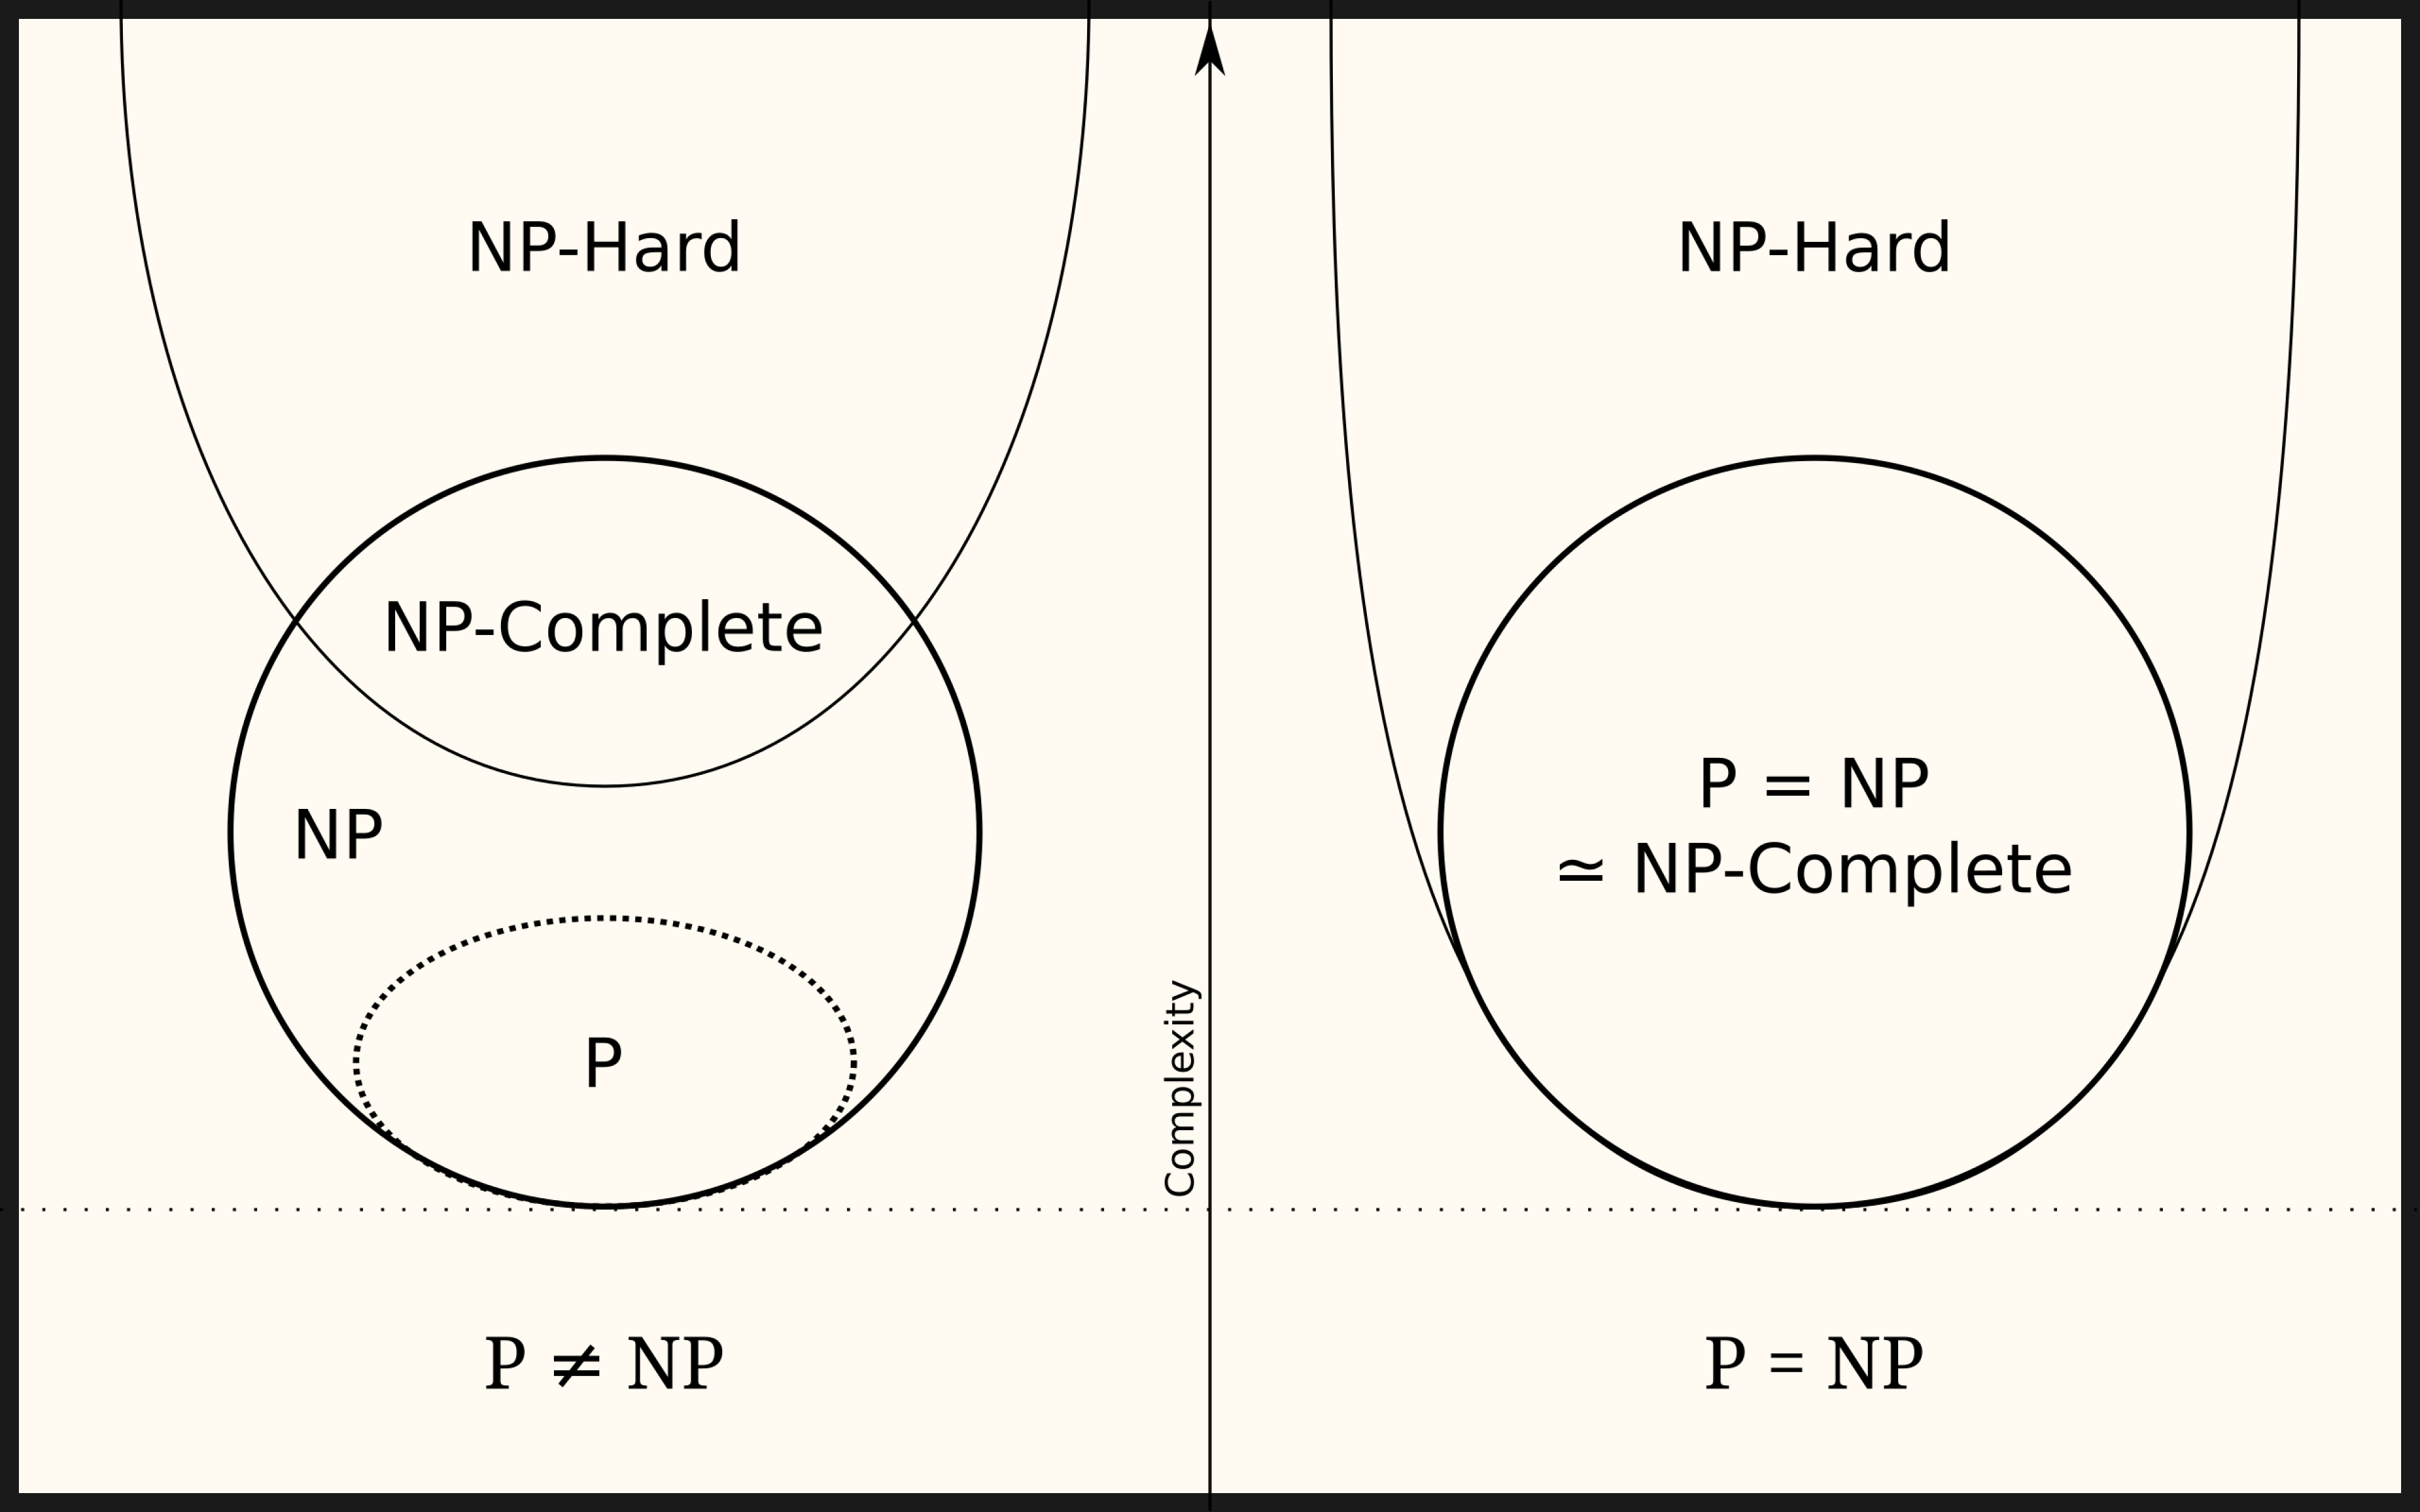 NP-Hard
NP-Complete
NP
P
P ≠ NP
Complexity
NP-Hard
P = NP
≃ NP-Complete
P = NP